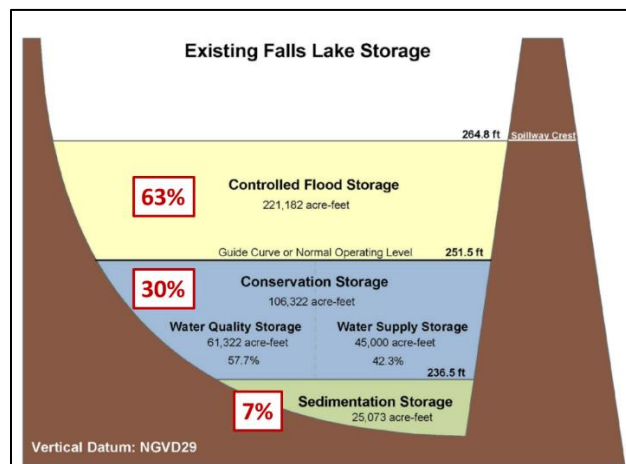 Existing Falls Lake Storage
264.8 ft
Spillway Crest
63%
Controlled Flood Storage
221,182 acre-feet
Guide Curve or Normal Operating Level
251.5 ft
30%
Conservation Storage
106,322 acre-feet
Water Quality Storage
61,322 acre-feet
57.7%
Water Supply Storage
45,000 acre-feet
42.3%
236.5 ft
7%
Sedimentation Storage
25,073 acre-feet
Vertical Datum: NGVD29